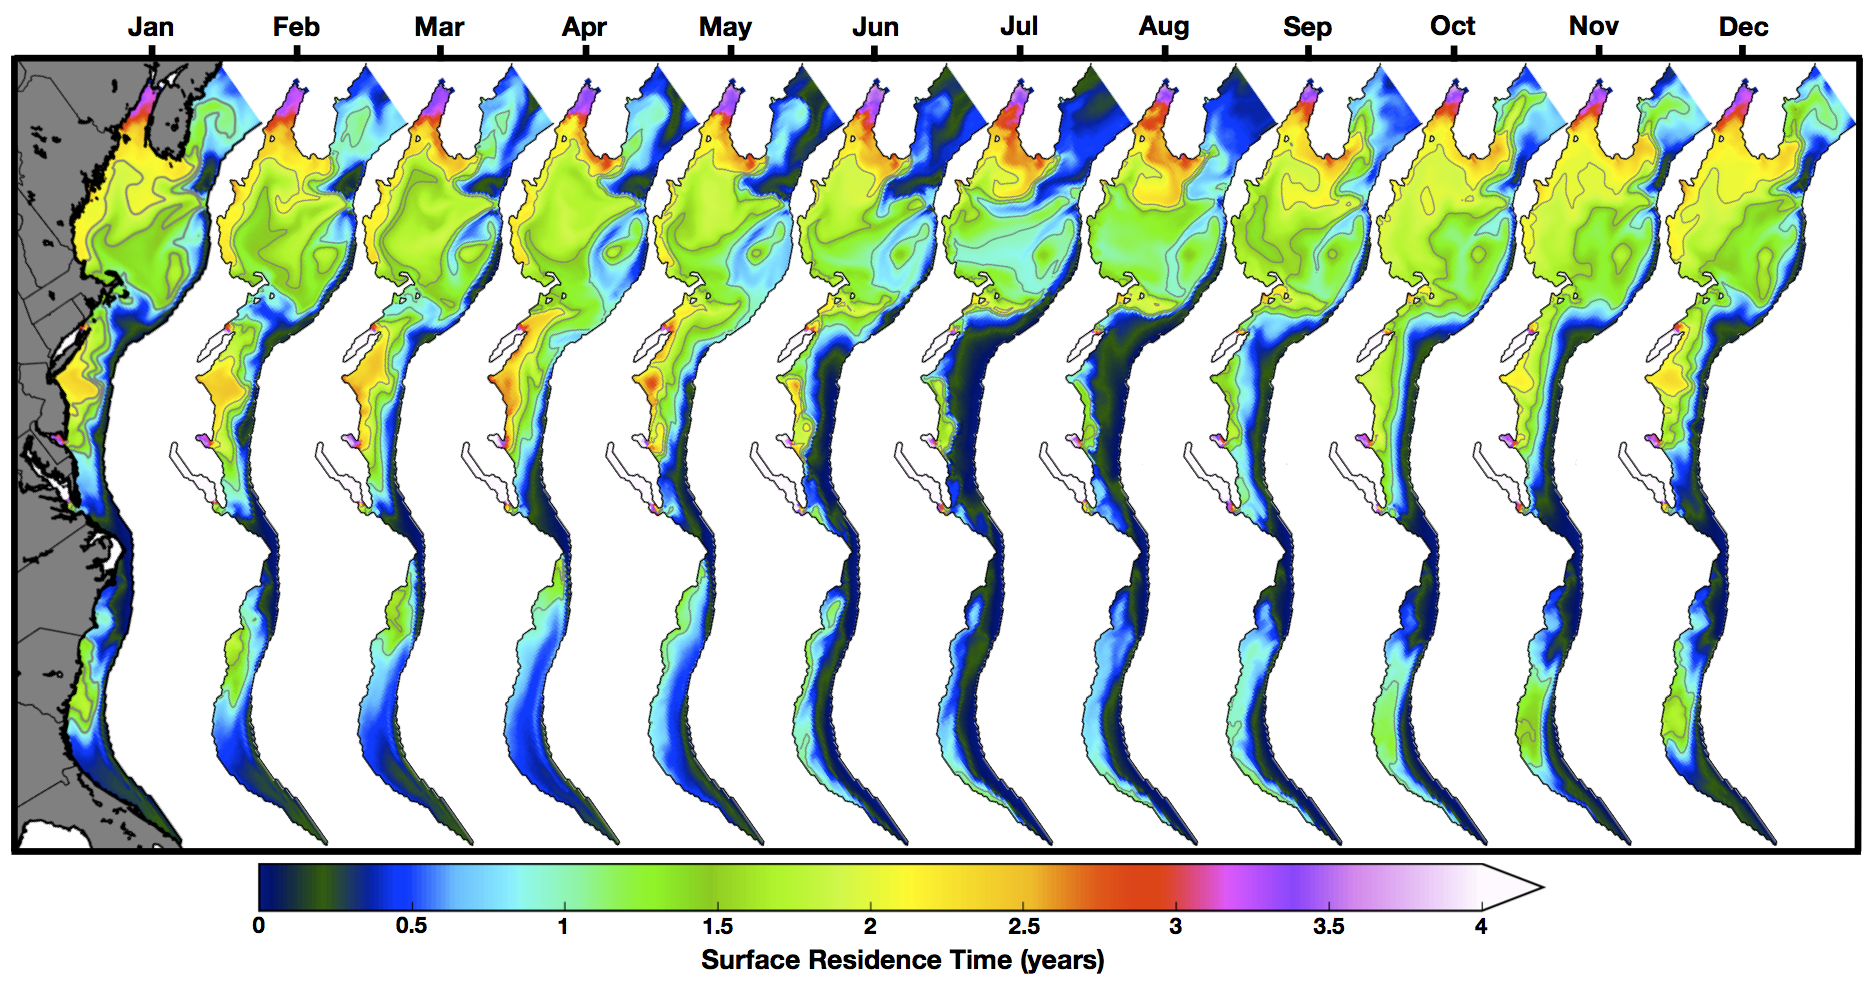 Jan Feb Mar Apr May Jun Jul Aug Sep Oct Nov Dec
0 0.5 1 1.5 2 2.5 3 3.5 4
Surface Residence Time (years)